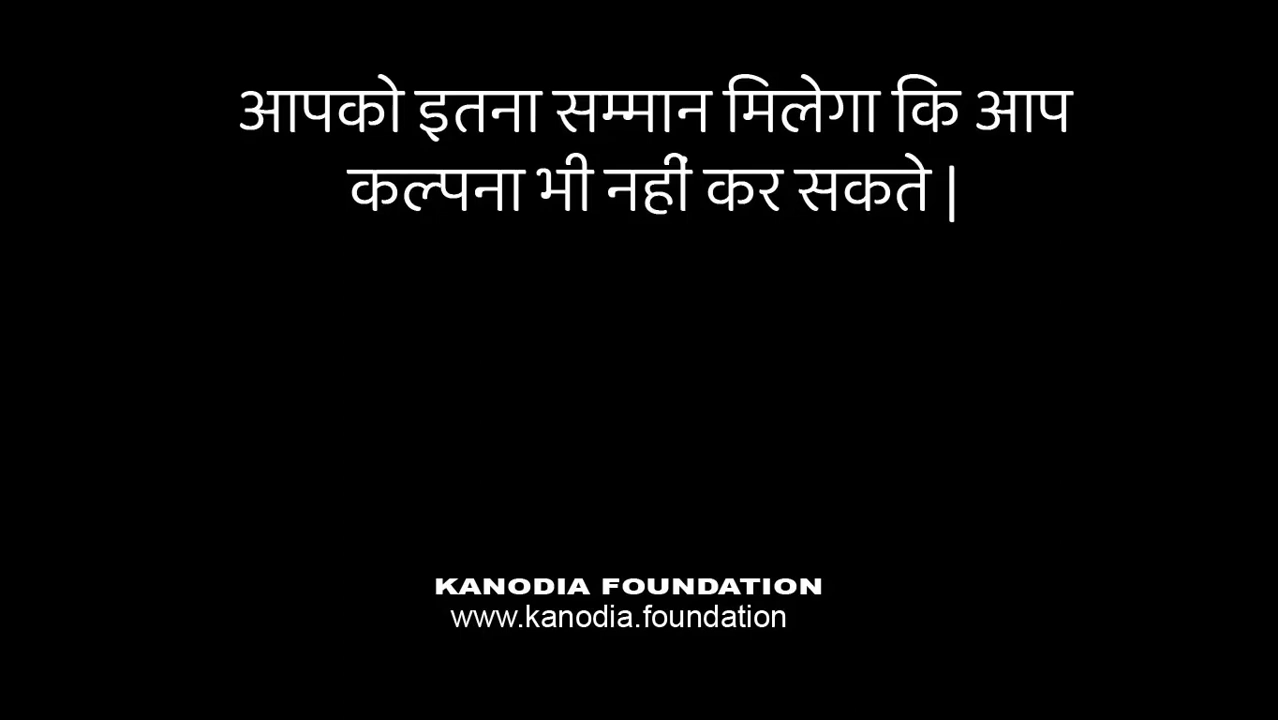 आपको इतना सम्मान मिलेगा कि आप
कल्पना भी नहीं कर सकते |
KANODIA FOUNDATION
www.kanodia.foundation